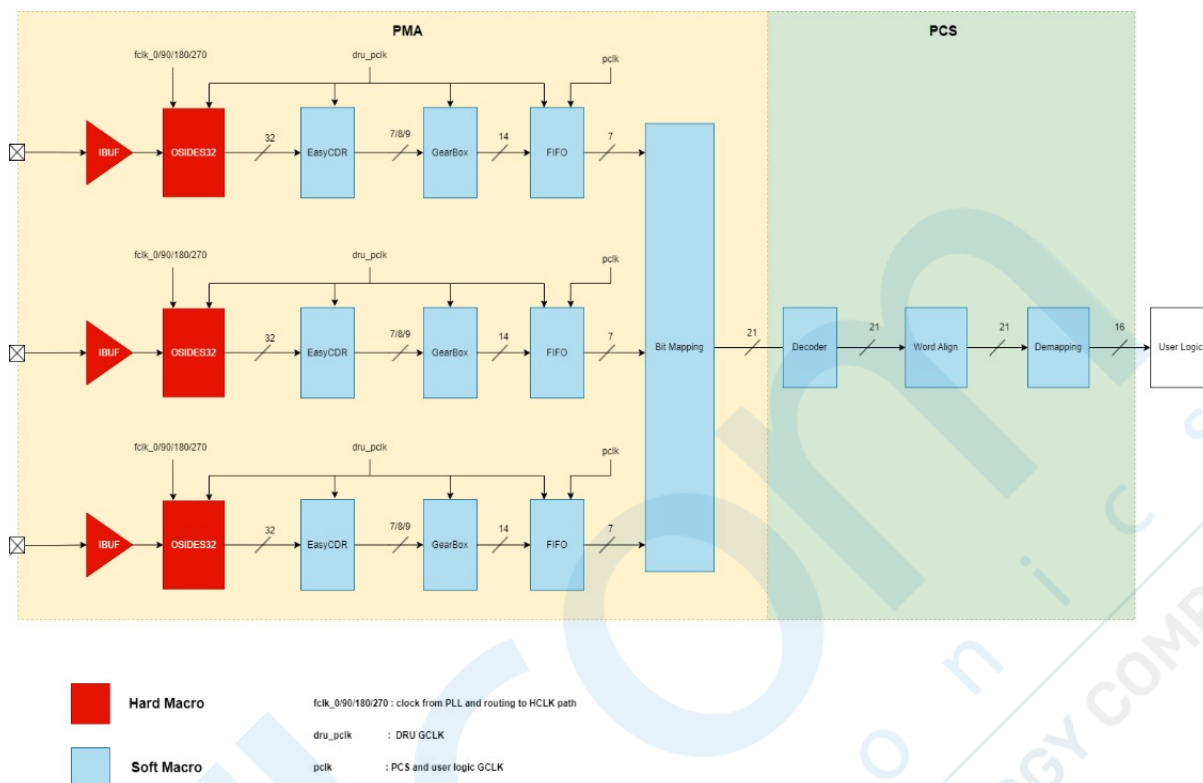 PMA
PCS
fclk_0/90/180/270
dru_pclk
pclk
IBUF
OSIDES32
32
EasyCDR
7/8/9
GearBox
14
FIFO
7
fclk_0/90/180/270
dru_pclk
pclk
IBUF
OSIDES32
32
EasyCDR
7/8/9
GearBox
14
FIFO
7
Bit Mapping
21
Decoder
21
Word Align
21
Demapping
16
User Logic
fclk_0/90/180/270
dru_pclk
pclk
IBUF
OSIDES32
32
EasyCDR
7/8/9
GearBox
14
FIFO
7
Hard Macro
fclk_0/90/180/270 : clock from PLL and routing to HCLK path
dru_pclk : DRU GCLK
Soft Macro
pclk : PCS and user logic GCLK